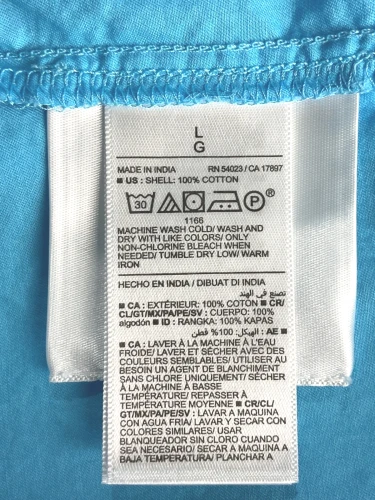 L
G
MADE IN INDIA RN 54023 / CA 17897
■ US : SHELL: 100% COTTON
30 P ®
1166
MACHINE WASH COLD/ WASH AND
DRY WITH LIKE COLORS/ ONLY
NON-CHLORINE BLEACH WHEN
NEEDED/ TUMBLE DRY LOW/ WARM
IRON
HECHO EN INDIA / DIBUAT DI INDIA
تصنع في الهند
■ CA : EXTÉRIEUR: 100% COTON ■ CR/
CL/GT/MX/PA/PE/SV : CUERPO: 100%
algodón ■ ID : RANGKA: 100% KAPAS
■ AE : الهيكل: 100% قطن
■ CA : LAVER À LA MACHINE À L'EAU
FROIDE/ LAVER ET SÉCHER AVEC DES
COULEURS SEMBLABLES/ UTILISER AU
BESOIN UN AGENT DE BLANCHIMENT
SANS CHLORE UNIQUEMENT/ SÉCHER
À LA MACHINE À BASSE
TEMPÉRATURE/ REPASSER À
TEMPÉRATURE MOYENNE ■ CR/CL/
GT/MX/PA/PE/SV : LAVAR A MAQUINA
CON AGUA FRIA/ LAVAR Y SECAR CON
COLORES SIMILARES/ USAR
BLANQUEADOR SIN CLORO CUANDO
SEA NECESARIO/ SECAR A MAQUINA A
BAJA TEMPERATURA/ PLANCHAR A